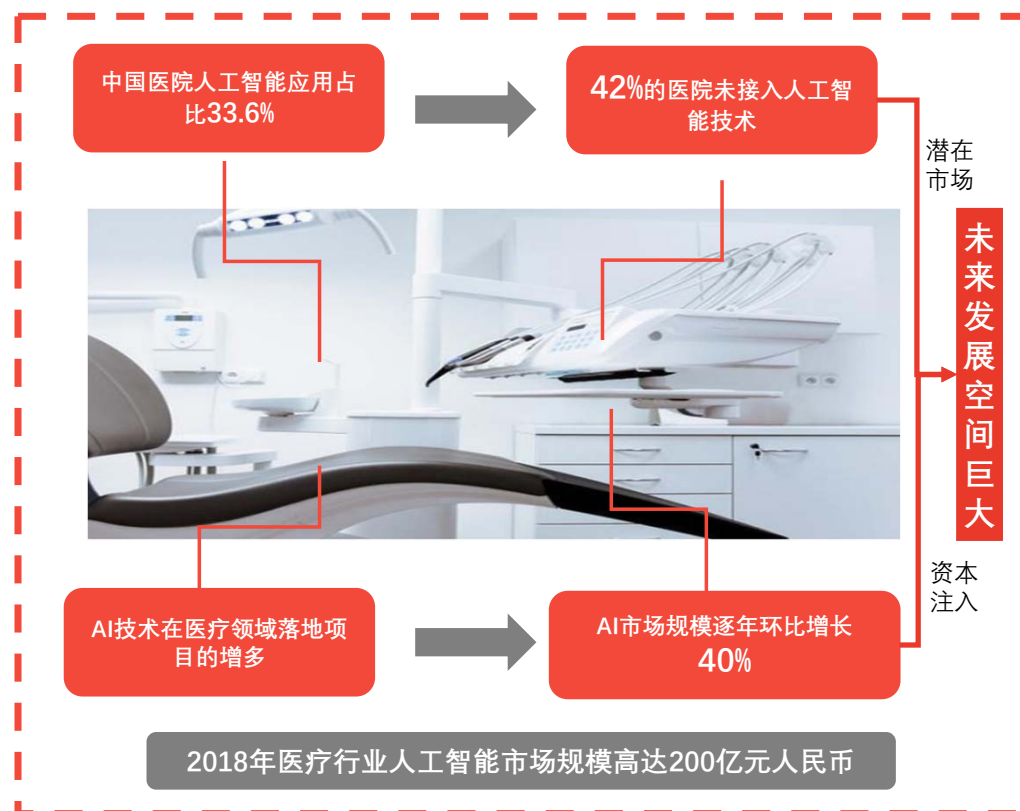 中国医院人工智能应用占
比33.6%
42%的医院未接入人工智
能技术
潜在
市场
未来发展空间巨大
资本
注入
AI技术在医疗领域落地项
目的增多
AI市场规模逐年环比增长
40%
2018年医疗行业人工智能市场规模高达200亿元人民币